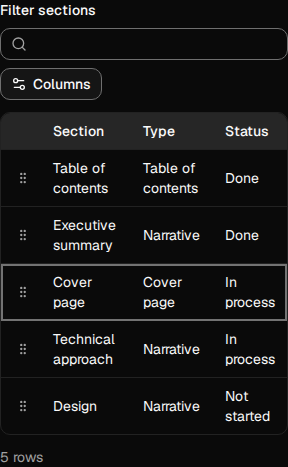 Filter sections
Columns
Section Type Status
Table of contents Table of contents Done
Executive summary Narrative Done
Cover page Cover page In process
Technical approach Narrative In process
Design Narrative Not started
5 rows